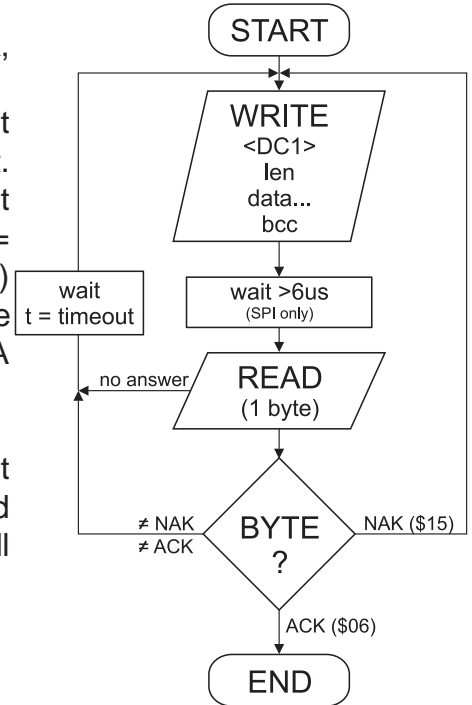 ,
t
t.
t
=
)
e
A
t
d
ll
START
WRITE
<DC1>
len
data...
bcc
wait
t = timeout
wait >6us
(SPI only)
no answer
READ
(1 byte)
≠ NAK
≠ ACK
BYTE
?
NAK ($15)
ACK ($06)
END